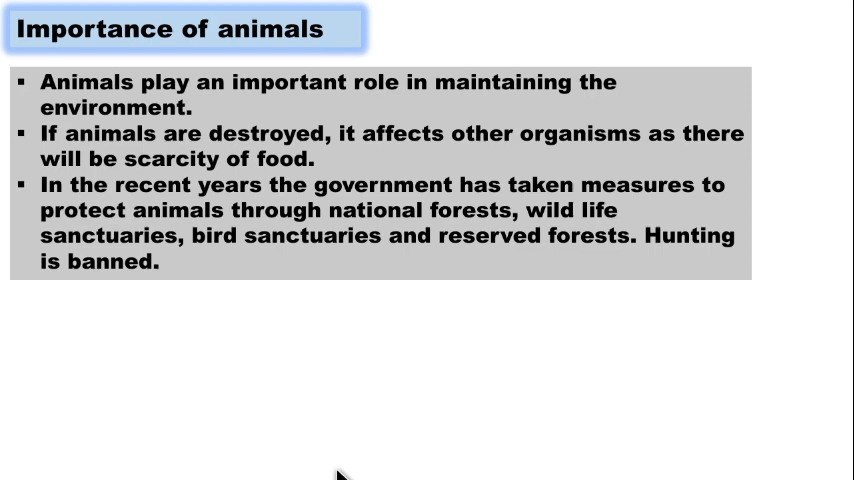 Importance of animals
▪ Animals play an important role in maintaining the
environment.
▪ If animals are destroyed, it affects other organisms as there
will be scarcity of food.
▪ In the recent years the government has taken measures to
protect animals through national forests, wild life
sanctuaries, bird sanctuaries and reserved forests. Hunting
is banned.